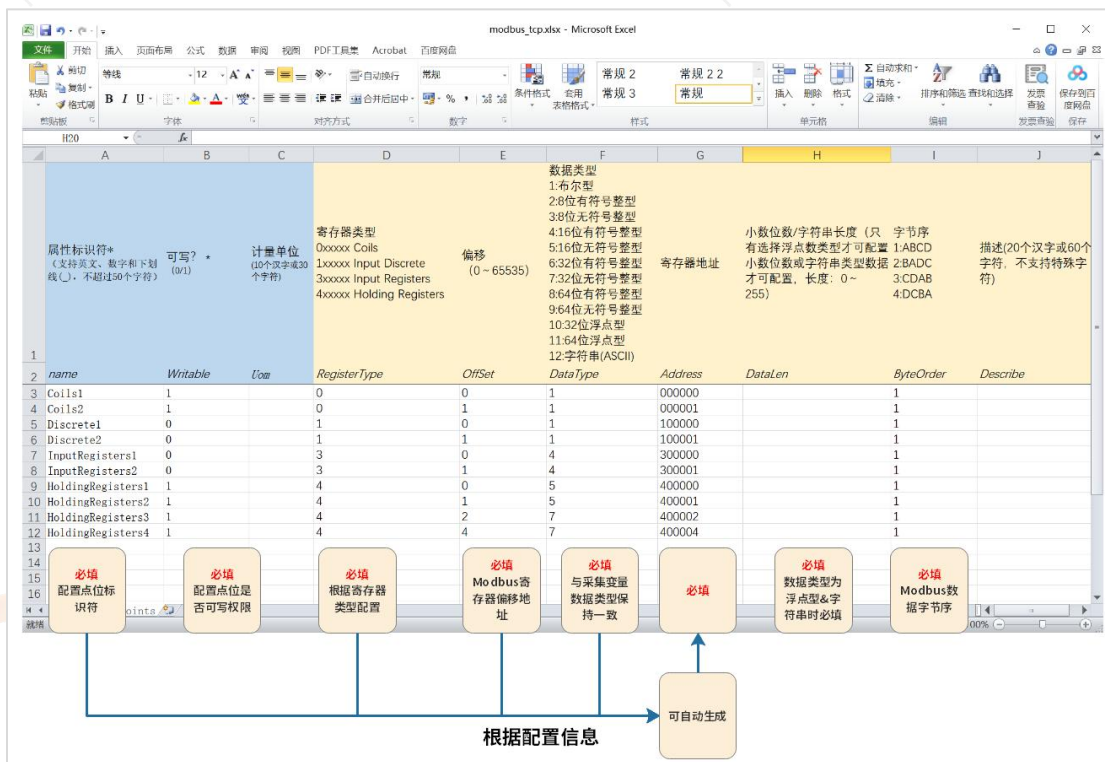 modbus_tcp.xlsx - Microsoft Excel
文件 开始 插入 页面布局 公式 数据 审阅 视图 PDF工具集 Acrobat 百度网盘
剪切
复制
格式刷
粘贴
等线 12
B I U
自动换行
合并后居中
常规
条件格式
套用
表格格式
常规 2 常规 2 2
常规 3 常规
插入 删除 格式
Σ 自动求和
填充
清除
排序和筛选 查找和选择
发票
查验
保存到百
度网盘
剪贴板 字体 对齐方式 数字 样式 单元格 编辑 发票查验 保存
H20 fx
A B C D E F G H I J
1
属性标识符*
(支持英文、数字和下划
线(_)，不超过50个字符)
可写？ *
(0/1)
计量单位
(10个汉字或30
个字符)
寄存器类型
0xxxxx Coils
1xxxxx Input Discrete
3xxxxx Input Registers
4xxxxx Holding Registers
偏移
（0～65535）
数据类型
1:布尔型
2:8位有符号整型
3:8位无符号整型
4:16位有符号整型
5:16位无符号整型
6:32位有符号整型
7:32位无符号整型
8:64位有符号整型
9:64位无符号整型
10:32位浮点型
11:64位浮点型
12:字符串(ASCII)
寄存器地址
小数位数/字符串长度（只
有选择浮点数类型才可配置
小数位数或字符串类型数据
才可配置，长度：0～
255）
字节序
1:ABCD
2:BADC
3:CDAB
4:DCBA
描述(20个汉字或60个
字符，不支持特殊字
符)
2 name Writable Uom RegisterType OffSet DataType Address DataLen ByteOrder Describe
3 Coils1 1 0 0 1 000000 1
4 Coils2 1 0 1 1 000001 1
5 Discrete1 0 1 0 1 100000 1
6 Discrete2 0 1 1 1 100001 1
7 InputRegisters1 0 3 0 4 300000 1
8 InputRegisters2 0 3 1 4 300001 1
9 HoldingRegisters1 1 4 0 5 400000 1
10 HoldingRegisters2 1 4 1 5 400001 1
11 HoldingRegisters3 1 4 2 7 400002 1
12 HoldingRegisters4 1 4 4 7 400004 1
13
14
15
16
必填
配置点位标
识符
必填
配置点位是
否可写权限
必填
根据寄存器
类型配置
必填
Modbus寄
存器偏移地
址
必填
与采集变量
数据类型保
持一致
必填
必填
数据类型为
浮点型&字
符串时必填
必填
Modbus数
据字节序
oints
就绪
00%
可自动生成
根据配置信息